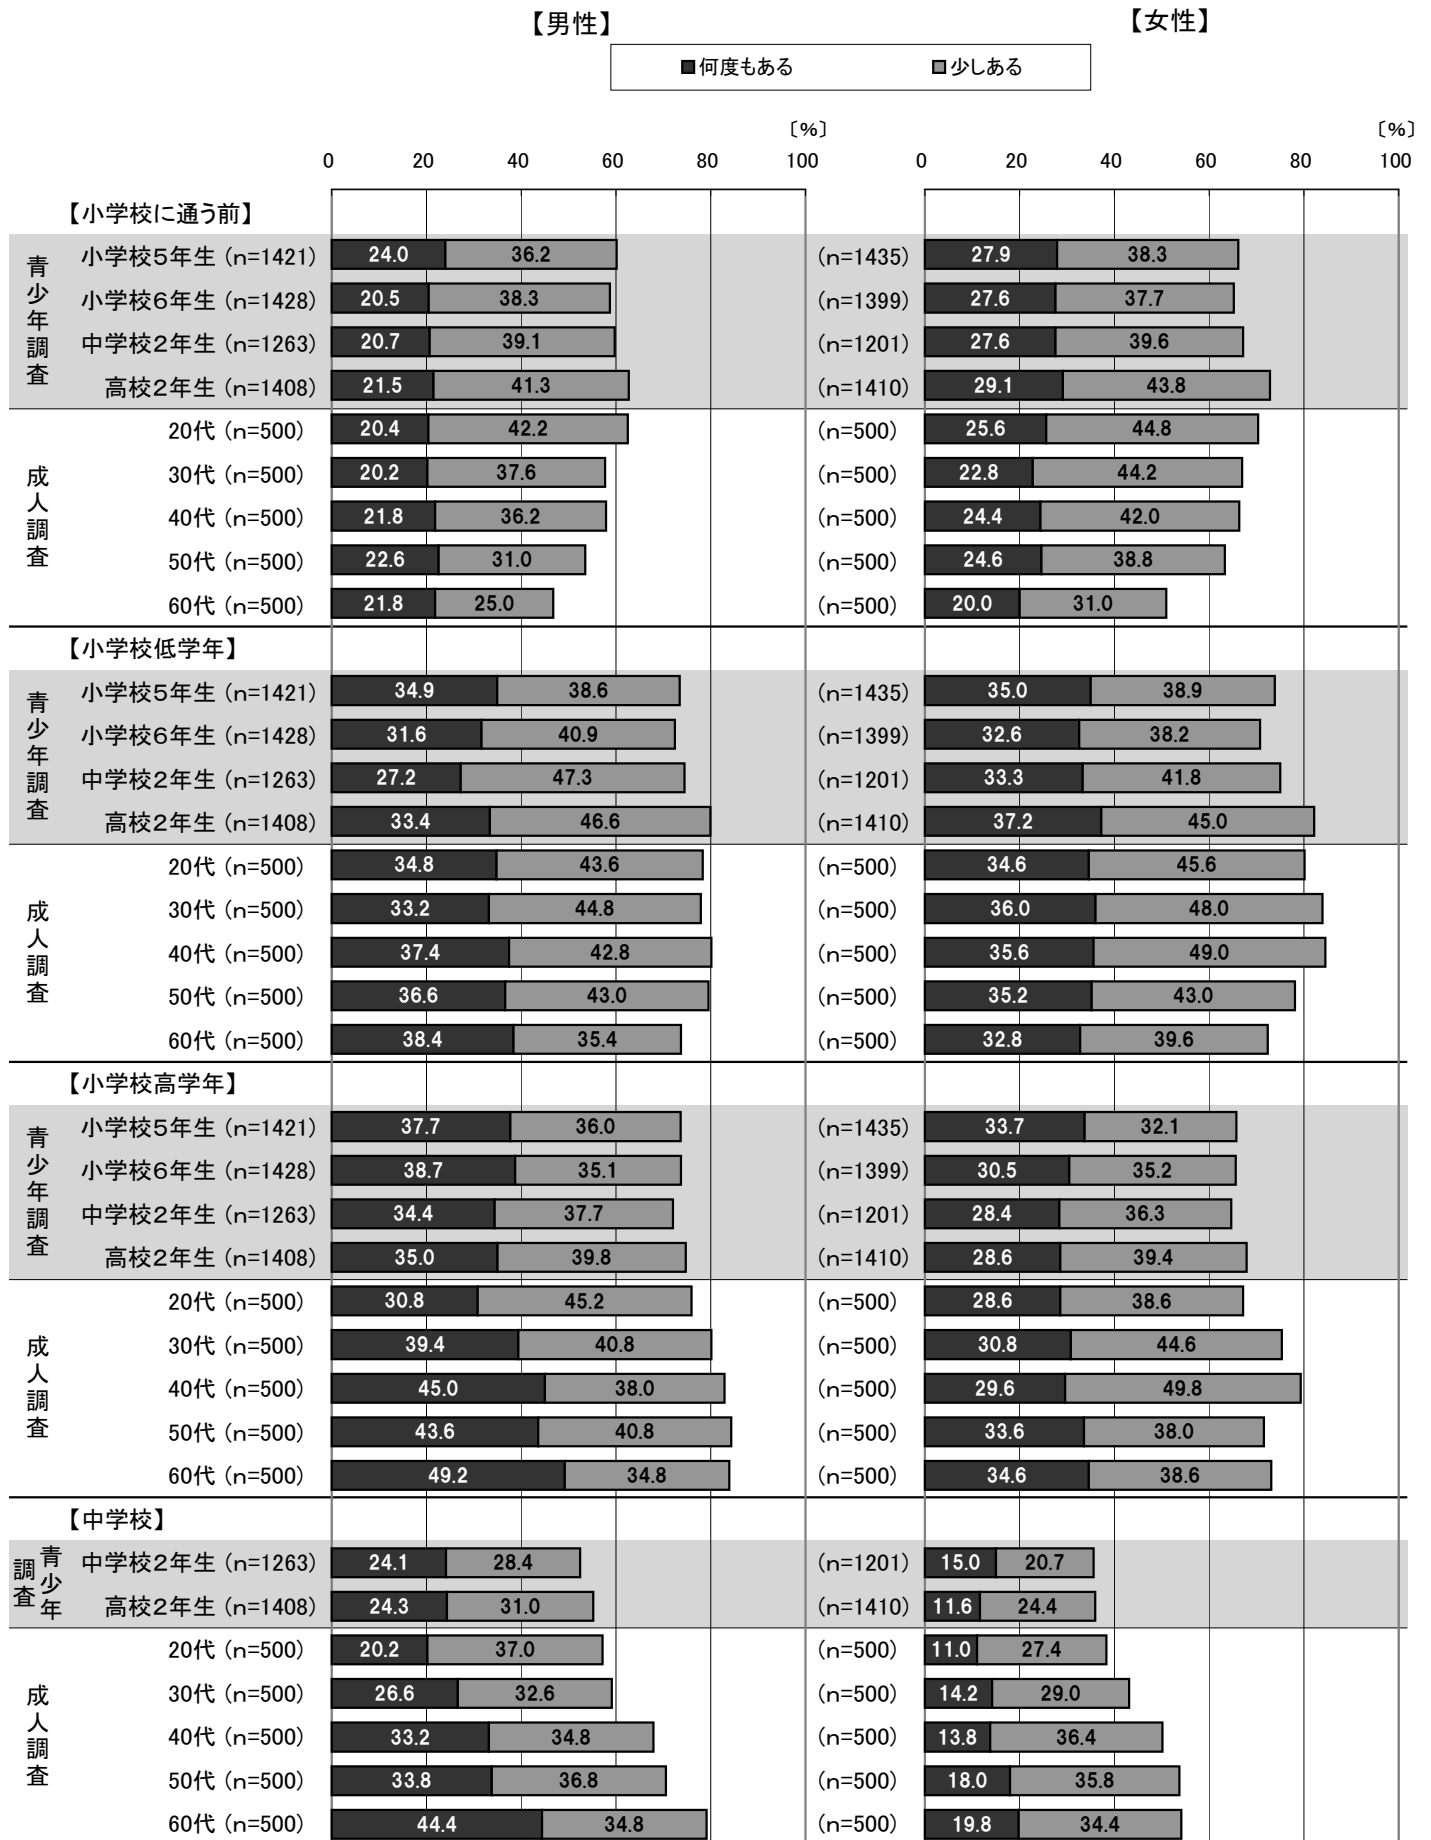 【男性】 【女性】
■何度もある ■少しある
〔%〕 〔%〕
0 20 40 60 80 100 0 20 40 60 80 100
【小学校に通う前】
青少年調査
小学校5年生(n=1421) 24.0 36.2 (n=1435) 27.9 38.3
小学校6年生(n=1428) 20.5 38.3 (n=1399) 27.6 37.7
中学校2年生(n=1263) 20.7 39.1 (n=1201) 27.6 39.6
高校2年生(n=1408) 21.5 41.3 (n=1410) 29.1 43.8
成人調査
20代(n=500) 20.4 42.2 (n=500) 25.6 44.8
30代(n=500) 20.2 37.6 (n=500) 22.8 44.2
40代(n=500) 21.8 36.2 (n=500) 24.4 42.0
50代(n=500) 22.6 31.0 (n=500) 24.6 38.8
60代(n=500) 21.8 25.0 (n=500) 20.0 31.0
【小学校低学年】
青少年調査
小学校5年生(n=1421) 34.9 38.6 (n=1435) 35.0 38.9
小学校6年生(n=1428) 31.6 40.9 (n=1399) 32.6 38.2
中学校2年生(n=1263) 27.2 47.3 (n=1201) 33.3 41.8
高校2年生(n=1408) 33.4 46.6 (n=1410) 37.2 45.0
成人調査
20代(n=500) 34.8 43.6 (n=500) 34.6 45.6
30代(n=500) 33.2 44.8 (n=500) 36.0 48.0
40代(n=500) 37.4 42.8 (n=500) 35.6 49.0
50代(n=500) 36.6 43.0 (n=500) 35.2 43.0
60代(n=500) 38.4 35.4 (n=500) 32.8 39.6
【小学校高学年】
青少年調査
小学校5年生(n=1421) 37.7 36.0 (n=1435) 33.7 32.1
小学校6年生(n=1428) 38.7 35.1 (n=1399) 30.5 35.2
中学校2年生(n=1263) 34.4 37.7 (n=1201) 28.4 36.3
高校2年生(n=1408) 35.0 39.8 (n=1410) 28.6 39.4
成人調査
20代(n=500) 30.8 45.2 (n=500) 28.6 38.6
30代(n=500) 39.4 40.8 (n=500) 30.8 44.6
40代(n=500) 45.0 38.0 (n=500) 29.6 49.8
50代(n=500) 43.6 40.8 (n=500) 33.6 38.0
60代(n=500) 49.2 34.8 (n=500) 34.6 38.6
【中学校】
青少年調査
中学校2年生(n=1263) 24.1 28.4 (n=1201) 15.0 20.7
高校2年生(n=1408) 24.3 31.0 (n=1410) 11.6 24.4
成人調査
20代(n=500) 20.2 37.0 (n=500) 11.0 27.4
30代(n=500) 26.6 32.6 (n=500) 14.2 29.0
40代(n=500) 33.2 34.8 (n=500) 13.8 36.4
50代(n=500) 33.8 36.8 (n=500) 18.0 35.8
60代(n=500) 44.4 34.8 (n=500) 19.8 34.4